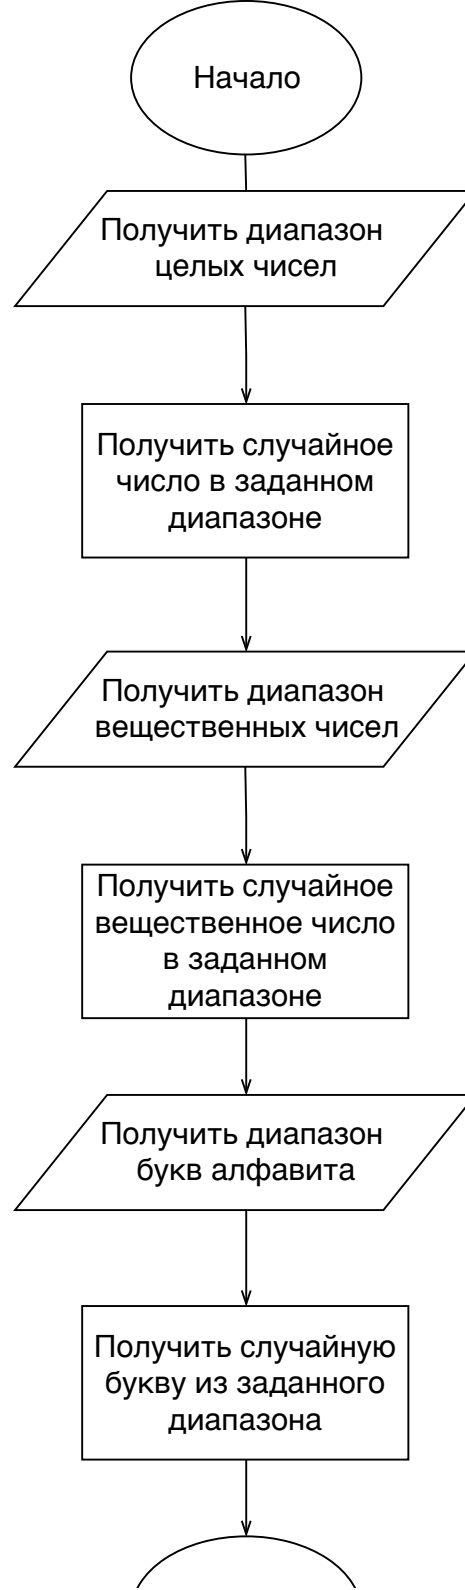 Начало
Получить диапазон
целых чисел
Получить случайное
число в заданном
диапазоне
Получить диапазон
вещественных чисел
Получить случайное
вещественное число
в заданном
диапазоне
Получить диапазон
букв алфавита
Получить случайную
букву из заданного
диапазона